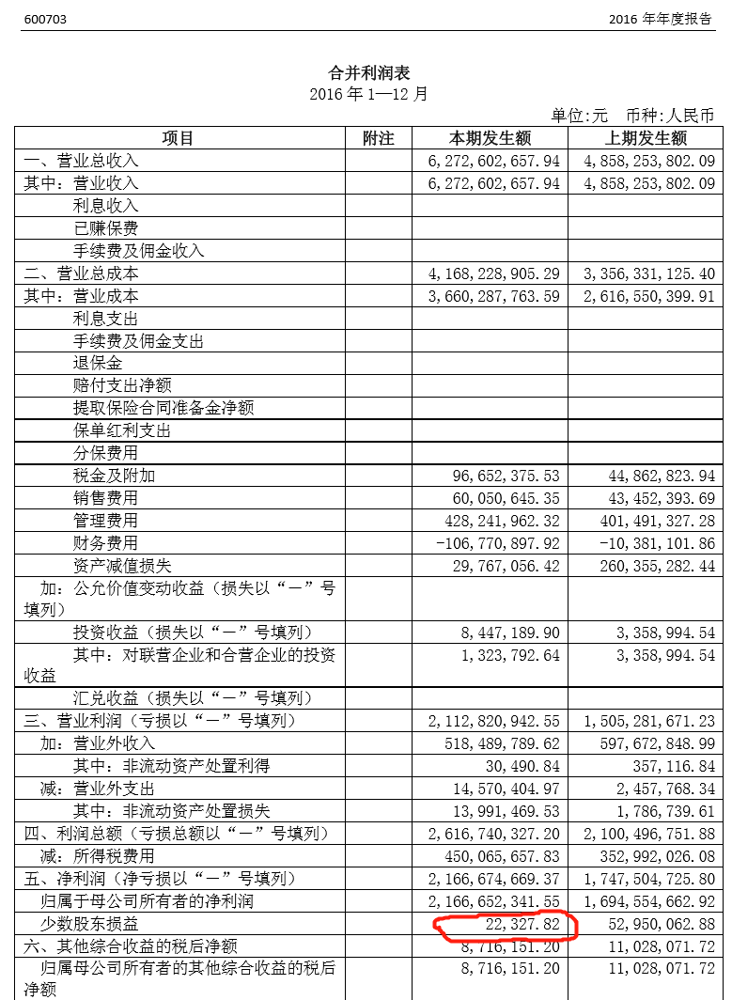 600703 2016 年年度报告
合并利润表
2016 年 1—12 月
单位:元 币种:人民币
项目 附注 本期发生额 上期发生额
一、营业总收入 6,272,602,657.94 4,858,253,802.09
其中:营业收入 6,272,602,657.94 4,858,253,802.09
利息收入
已赚保费
手续费及佣金收入
二、营业总成本 4,168,228,905.29 3,356,331,125.40
其中:营业成本 3,660,287,763.59 2,616,550,399.91
利息支出
手续费及佣金支出
退保金
赔付支出净额
提取保险合同准备金净额
保单红利支出
分保费用
税金及附加 96,652,375.53 44,862,823.94
销售费用 60,050,645.35 43,452,393.69
管理费用 428,241,962.32 401,491,327.28
财务费用 -106,770,897.92 -10,381,101.86
资产减值损失 29,767,056.42 260,355,282.44
加:公允价值变动收益(损失以“－”号
填列)
投资收益(损失以“－”号填列) 8,447,189.90 3,358,994.54
其中:对联营企业和合营企业的投资 1,323,792.64 3,358,994.54
收益
汇兑收益(损失以“－”号填列)
三、营业利润(亏损以“－”号填列) 2,112,820,942.55 1,505,281,671.23
加:营业外收入 518,489,789.62 597,672,848.99
其中:非流动资产处置利得 30,490.84 357,116.84
减:营业外支出 14,570,404.97 2,457,768.34
其中:非流动资产处置损失 13,991,469.53 1,786,739.61
四、利润总额(亏损总额以“－”号填列) 2,616,740,327.20 2,100,496,751.88
减:所得税费用 450,065,657.83 352,992,026.08
五、净利润(净亏损以“－”号填列) 2,166,674,669.37 1,747,504,725.80
归属于母公司所有者的净利润 2,166,652,341.55 1,694,554,662.92
少数股东损益 22,327.82 52,950,062.88
六、其他综合收益的税后净额 8,716,151.20 11,028,071.72
归属母公司所有者的其他综合收益的税后 8,716,151.20 11,028,071.72
净额